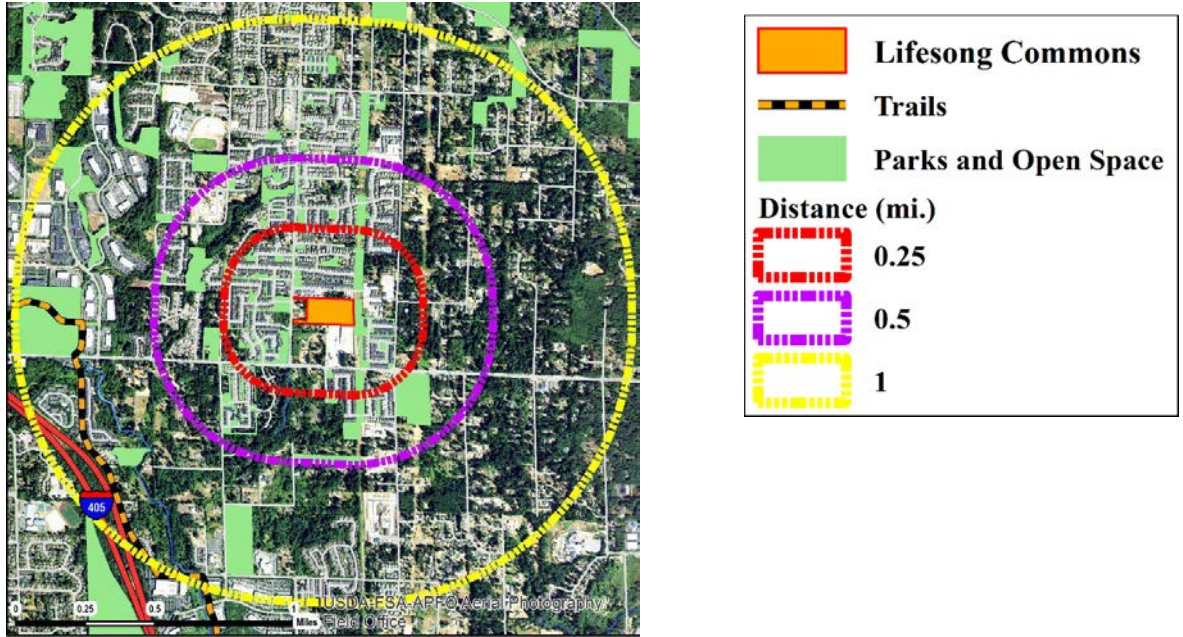 Lifesong Commons
Trails
Parks and Open Space
Distance (mi.)
0.25
0.5
1
405
0 0.25 0.5 1
Miles
USDA-FSA-APFO Aerial Photography
Field Office